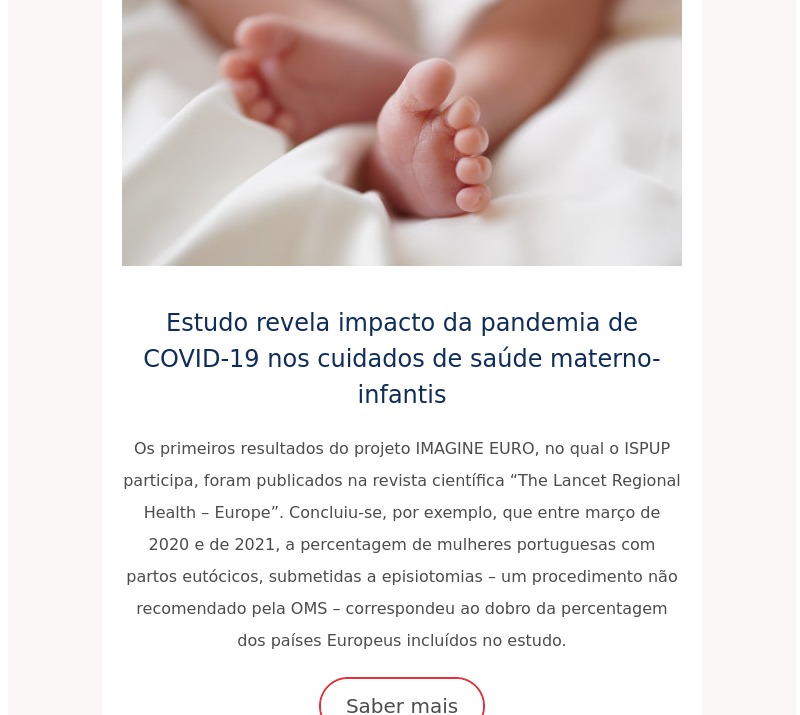 Estudo revela impacto da pandemia de
COVID-19 nos cuidados de saúde materno-
infantis
Os primeiros resultados do projeto IMAGINE EURO, no qual o ISPUP
participa, foram publicados na revista científica “The Lancet Regional
Health – Europe”. Concluiu-se, por exemplo, que entre março de
2020 e de 2021, a percentagem de mulheres portuguesas com
partos eutócicos, submetidas a episiotomias – um procedimento não
recomendado pela OMS – correspondeu ao dobro da percentagem
dos países Europeus incluídos no estudo.
Saber mais